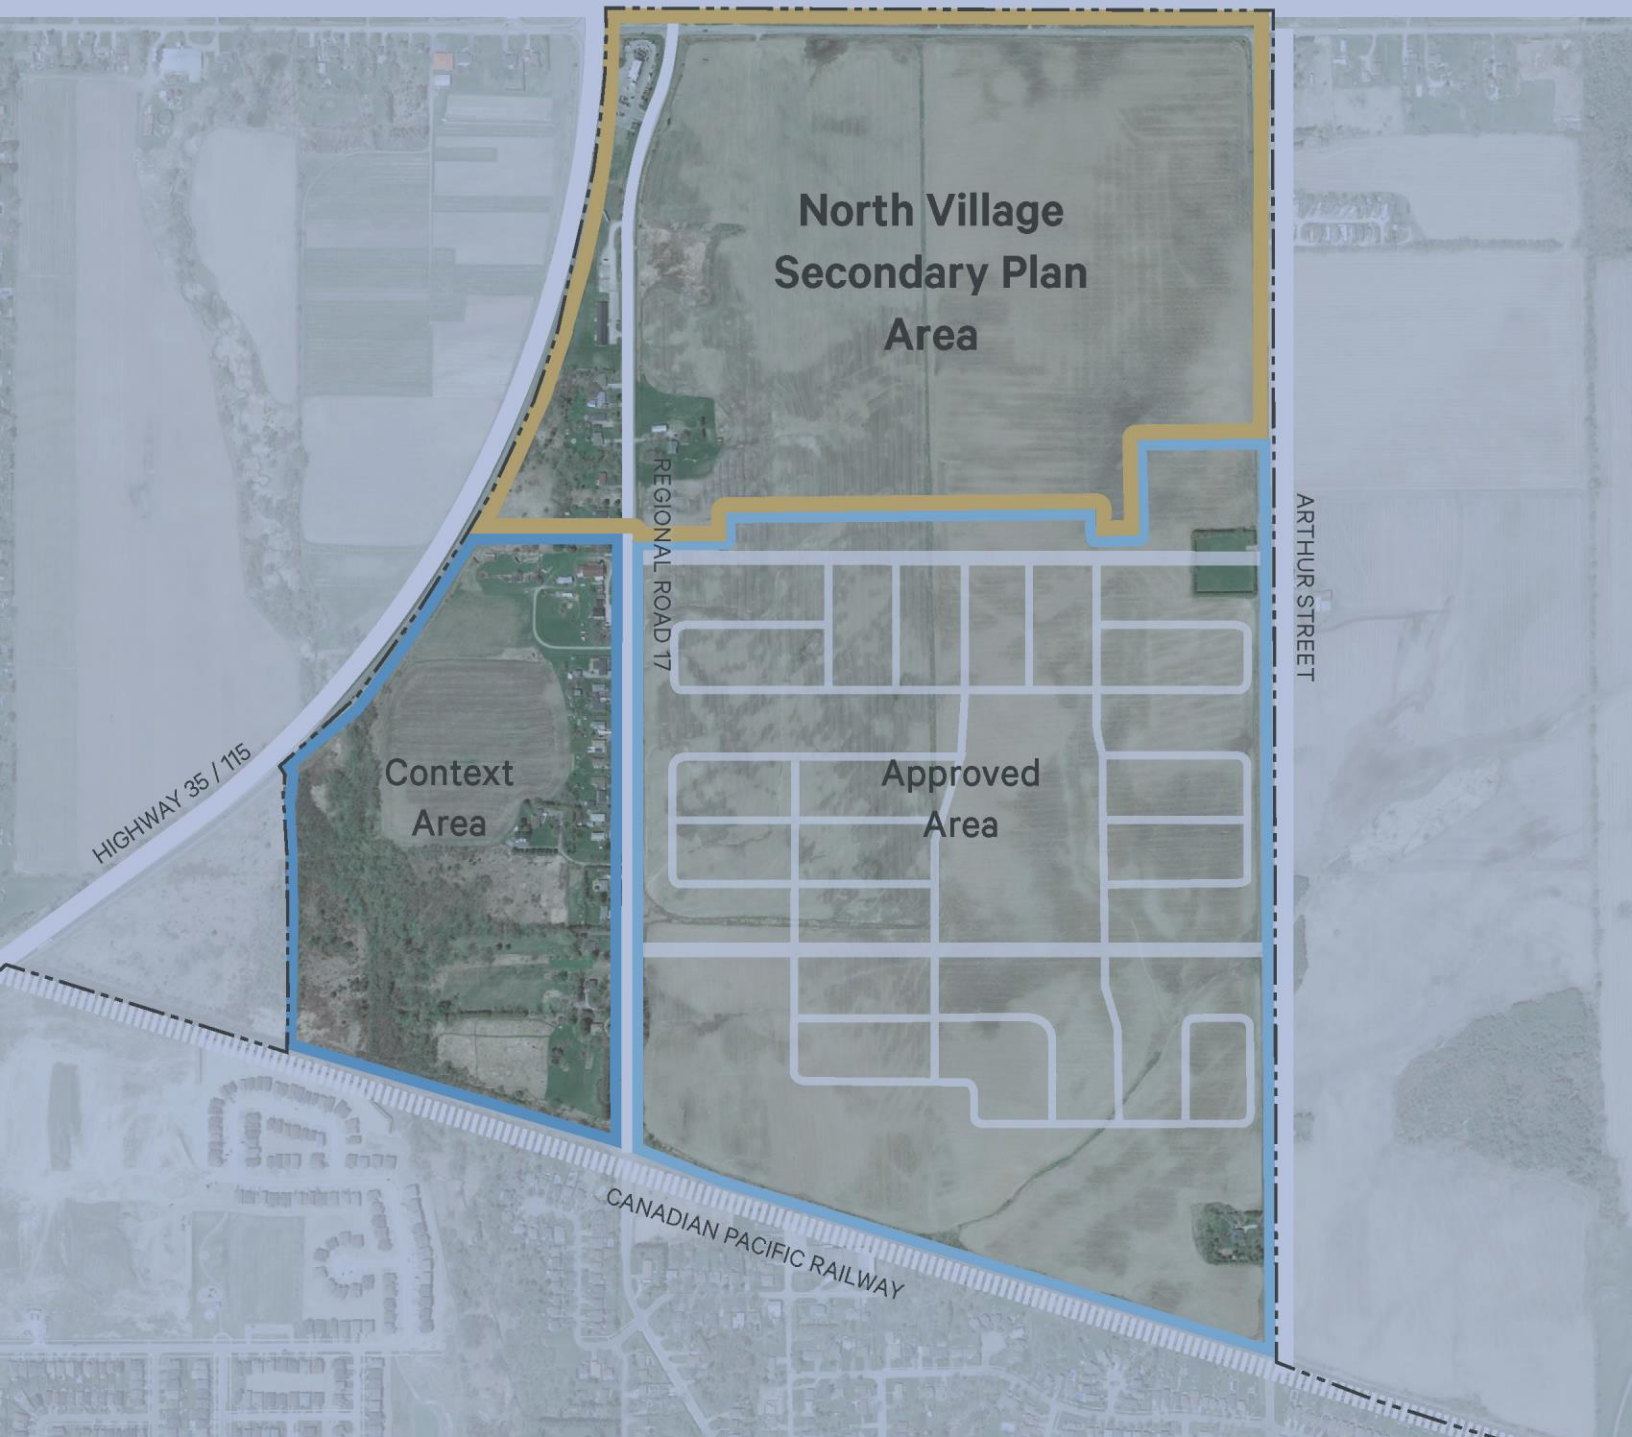 North Village
Secondary Plan
Area
REGIONAL ROAD 17
ARTHUR STREET
HIGHWAY 35 / 115
Context
Area
Approved
Area
CANADIAN PACIFIC RAILWAY